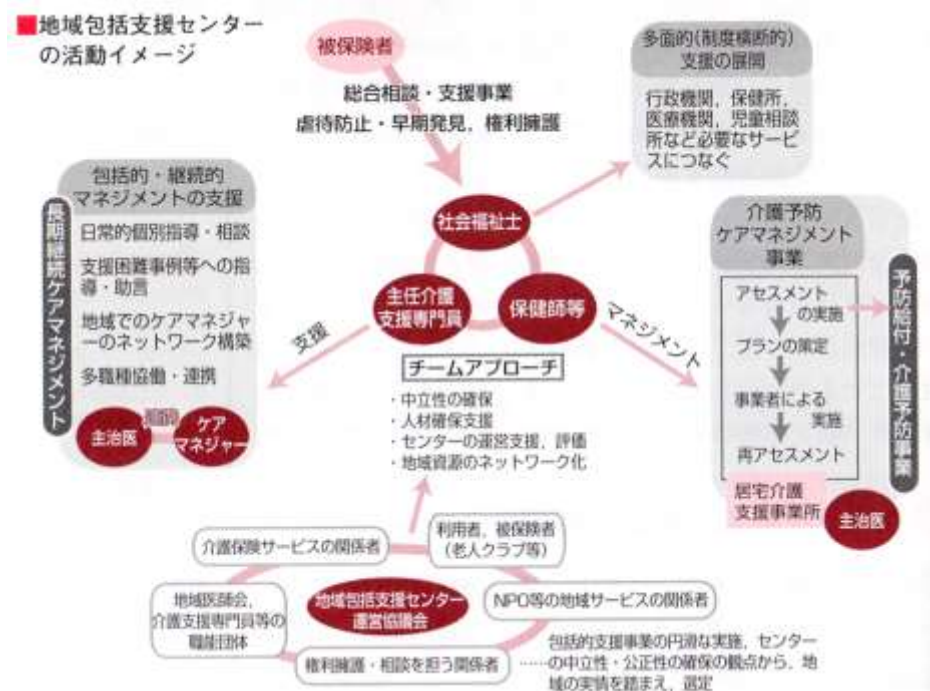 ■地域包括支援センター
の活動イメージ
被保険者
総合相談・支援事業
虐待防止・早期発見，権利擁護
多面的(制度横断的)
支援の展開
行政機関，保健所，
医療機関，児童相談
所など必要なサービ
スにつなぐ
包括的・継続的
マネジメントの支援
日常的個別指導・相談
支援困難事例等への指
導・助言
地域でのケアマネジャ
ーのネットワーク構築
多職種協働・連携
長期継続ケアマネジメント
主治医
ケア
マネジャー
社会福祉士
主任介護
支援専門員
保健師等
支援
マネジメント
チームアプローチ
・中立性の確保
・人材確保支援
・センターの運営支援，評価
・地域資源のネットワーク化
介護予防
ケアマネジメント
事業
アセスメント
の実施
プランの策定
事業者による
実施
再アセスメント
居宅介護
支援事業所
主治医
予防給付・介護予防事業
介護保険サービスの関係者
利用者，被保険者
(老人クラブ等)
地域医師会，
介護支援専門員等の
職能団体
地域包括支援センター
運営協議会
NPO等の地域サービスの関係者
権利擁護・相談を担う関係者
包括的支援事業の円滑な実施，センター
……の中立性・公正性の確保の観点から，地
域の実情を踏まえ，選定